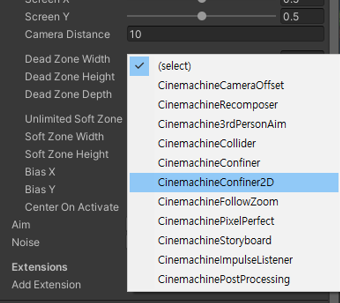 Screen X 0.5
Screen Y 0.5
Camera Distance 10
Dead Zone Width
Dead Zone Height
Dead Zone Depth
Unlimited Soft Zone
Soft Zone Width
Soft Zone Height
Bias X
Bias Y
Center On Activate
Aim
Noise
Extensions
Add Extension
(select)
CinemachineCameraOffset
CinemachineRecomposer
Cinemachine3rdPersonAim
CinemachineCollider
CinemachineConfiner
CinemachineConfiner2D
CinemachineFollowZoom
CinemachinePixelPerfect
CinemachineStoryboard
CinemachineImpulseListener
CinemachinePostProcessing